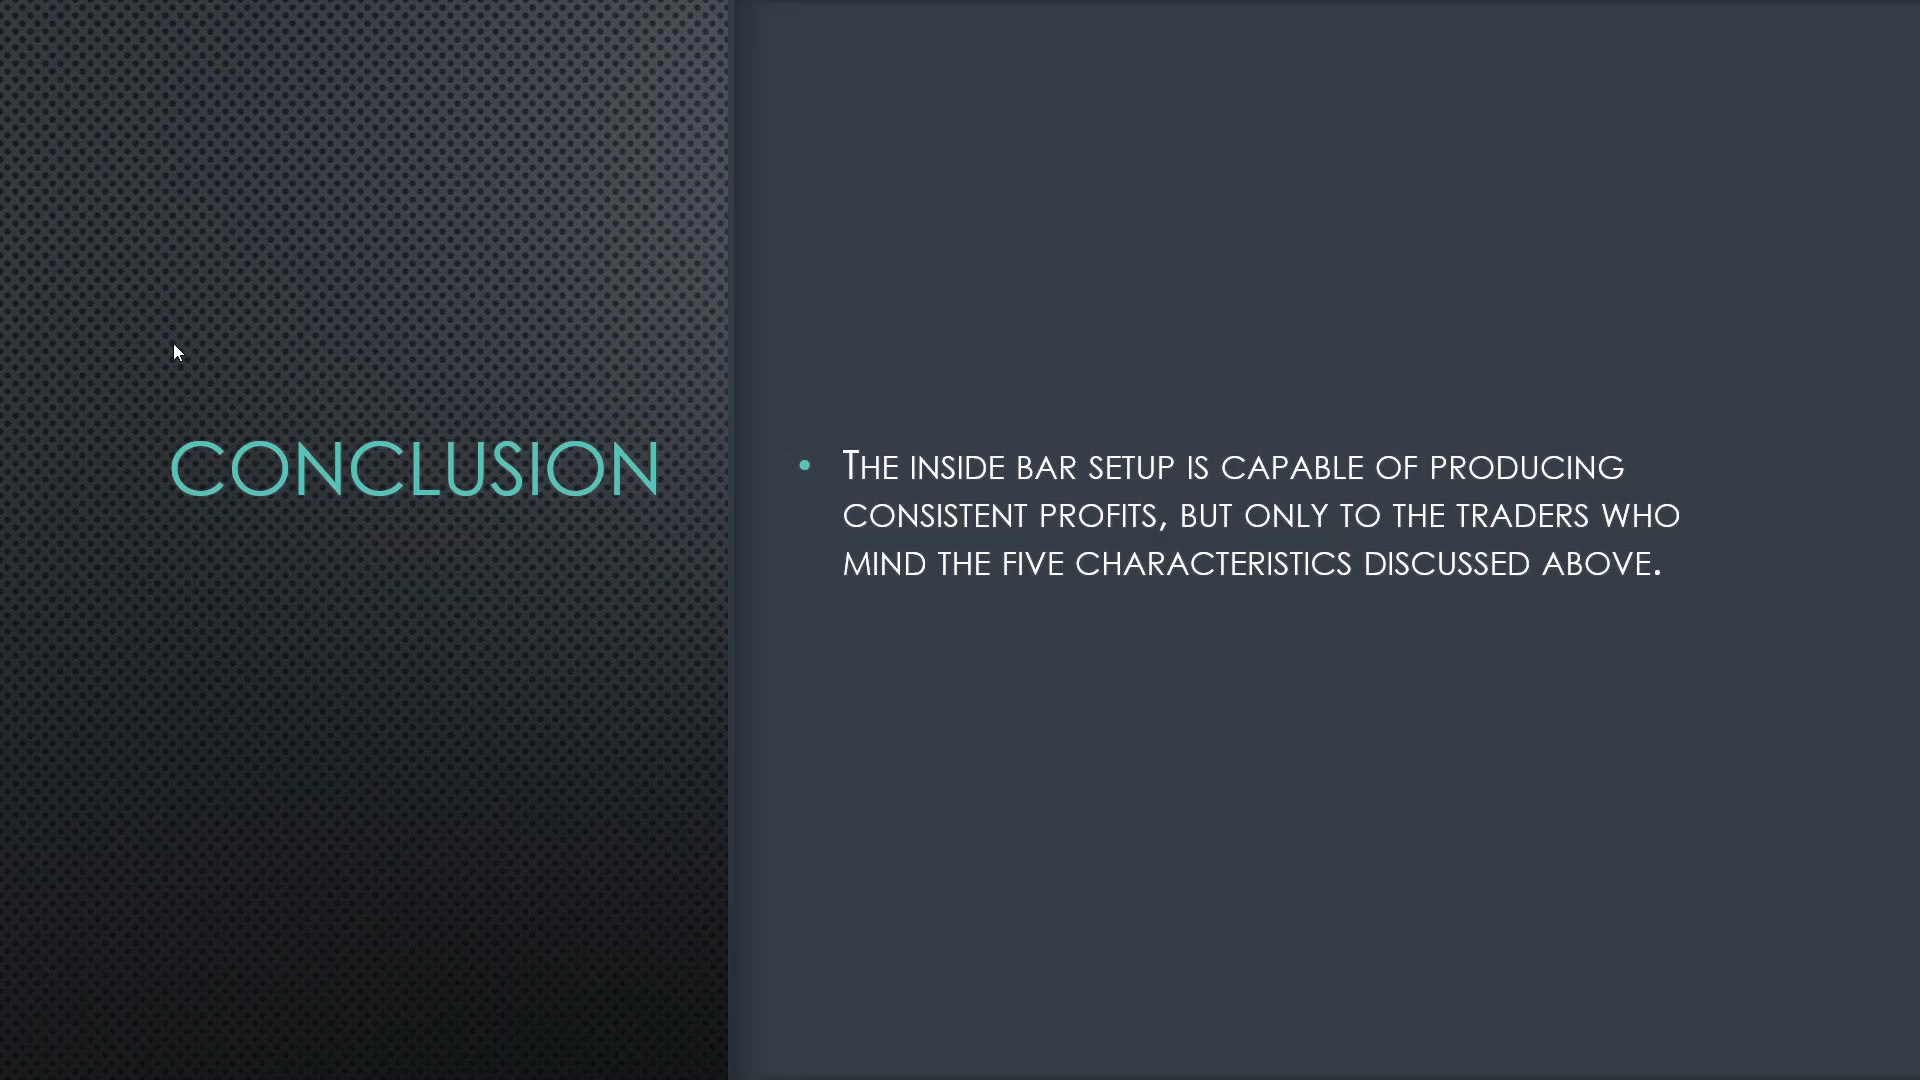 CONCLUSION
• THE INSIDE BAR SETUP IS CAPABLE OF PRODUCING
CONSISTENT PROFITS, BUT ONLY TO THE TRADERS WHO
MIND THE FIVE CHARACTERISTICS DISCUSSED ABOVE.